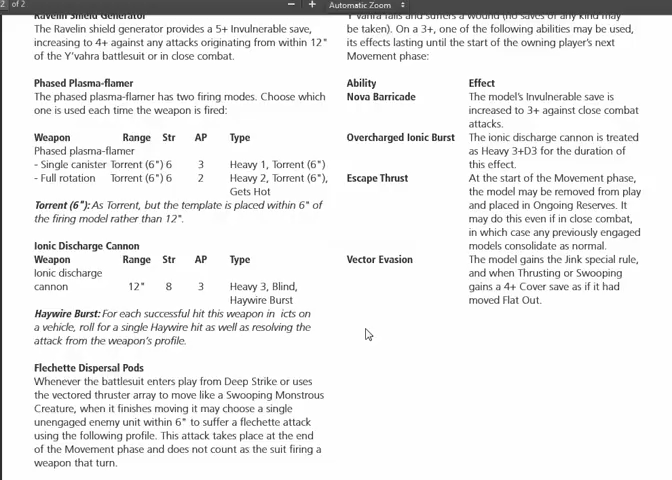 2 of 2
Automatic Zoom
Ravelin Shield Generator
The Ravelin shield generator provides a 5+ Invulnerable save,
increasing to 4+ against any attacks originating from within 12"
of the Y'vahra battlesuit or in close combat.
Phased Plasma-flamer
The phased plasma-flamer has two firing modes. Choose which
one is used each time the weapon is fired:
Weapon Range Str AP Type
Phased plasma-flamer
- Single canister Torrent (6") 6 3 Heavy 1, Torrent (6")
- Full rotation Torrent (6") 6 2 Heavy 2, Torrent (6"),
Gets Hot
Torrent (6"): As Torrent, but the template is placed within 6" of
the firing model rather than 12".
Ionic Discharge Cannon
Weapon Range Str AP Type
Ionic discharge
cannon 12" 8 3 Heavy 3, Blind,
Haywire Burst
Haywire Burst: For each successful hit this weapon in icts on
a vehicle, roll for a single Haywire hit as well as resolving the
attack from the weapon's profile.
Flechette Dispersal Pods
Whenever the battlesuit enters play from Deep Strike or uses
the vectored thruster array to move like a Swooping Monstrous
Creature, when it finishes moving it may choose a single
unengaged enemy unit within 6" to suffer a flechette attack
using the following profile. This attack takes place at the end
of the Movement phase and does not count as the suit firing a
weapon that turn.
Y'vahra fails and suffers a wound (no saves of any kind may
be taken). On a 3+, one of the following abilities may be used,
its effects lasting until the start of the owning player's next
Movement phase:
Ability Effect
Nova Barricade The model's Invulnerable save is
increased to 3+ against close combat
attacks.
Overcharged Ionic Burst The ionic discharge cannon is treated
as Heavy 3+D3 for the duration of
this effect.
Escape Thrust At the start of the Movement phase,
the model may be removed from play
and placed in Ongoing Reserves. It
may do this even if in close combat,
in which case any previously engaged
models consolidate as normal.
Vector Evasion The model gains the Jink special rule,
and when Thrusting or Swooping
gains a 4+ Cover save as if it had
moved Flat Out.